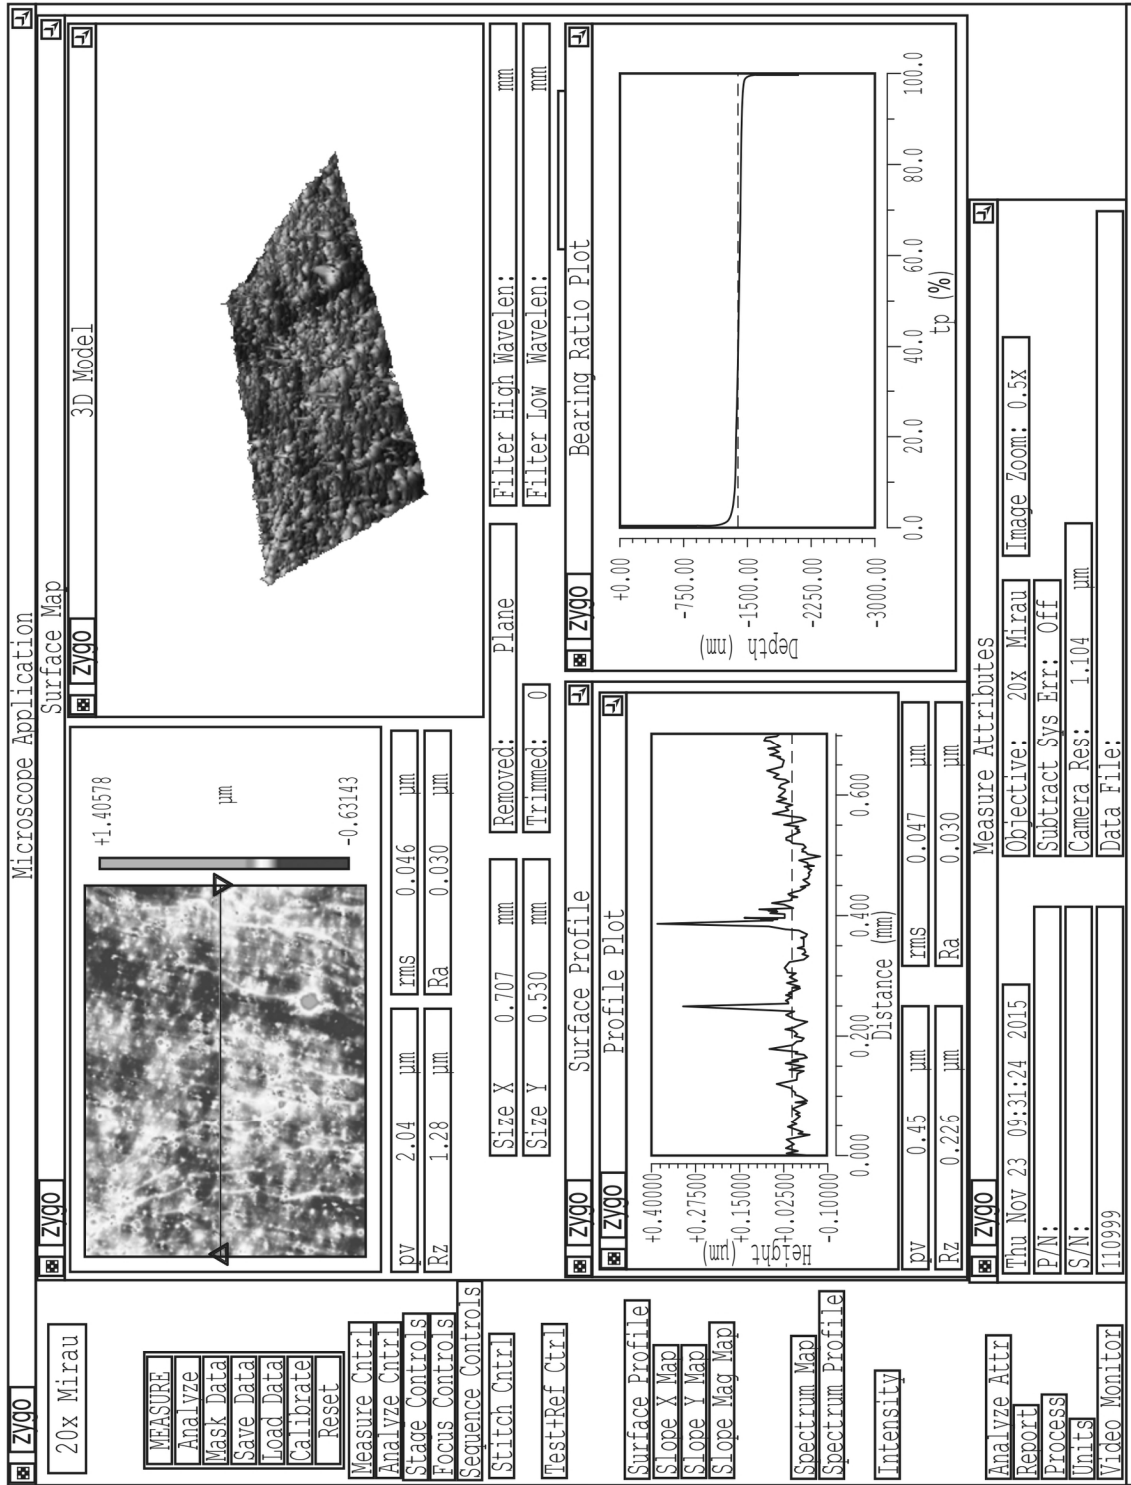 zygo Microscope Application
20x Mirau
MEASURE
Analyze
Mask Data
Save Data
Load Data
Calibrate
Reset
Measure Cntrl
Analyze Cntrl
Stage Controls
Focus Controls
Sequence Controls
Stitch Cntrl
Test+Ref Ctrl
Surface Profile
Slope X Map
Slope Y Map
Slope Mag Map
Spectrum Map
Spectrum Profile
Intensity
Analyze Attr
Report
Process
Units
Video Monitor
zygo Surface Map
+1.40578
µm
-0.63143
pv 2.04 µm
rms 0.046 µm
Rz 1.28 µm
Ra 0.030 µm
zygo 3D Model
Size X 0.707 mm
Removed: Plane
Filter High Wavelen: mm
Size Y 0.530 mm
Trimmed: 0
Filter Low Wavelen: mm
zygo Surface Profile
zygo Profile Plot
+0.40000
+0.27500
+0.15000
+0.02500
-0.10000
Height (µm)
0.000 0.200 0.400 0.600
Distance (mm)
pv 0.45 µm
rms 0.047 µm
Rz 0.226 µm
Ra 0.030 µm
zygo Bearing Ratio Plot
+0.00
-750.00
-1500.00
-2250.00
-3000.00
Depth (nm)
0.0 20.0 40.0 60.0 80.0 100.0
tp (%)
zygo Measure Attributes
Thu Nov 23 09:31:24 2015
Objective: 20x Mirau
Image Zoom: 0.5x
P/N:
Subtract Sys Err: Off
S/N:
Camera Res: 1.104 µm
110999
Data File: